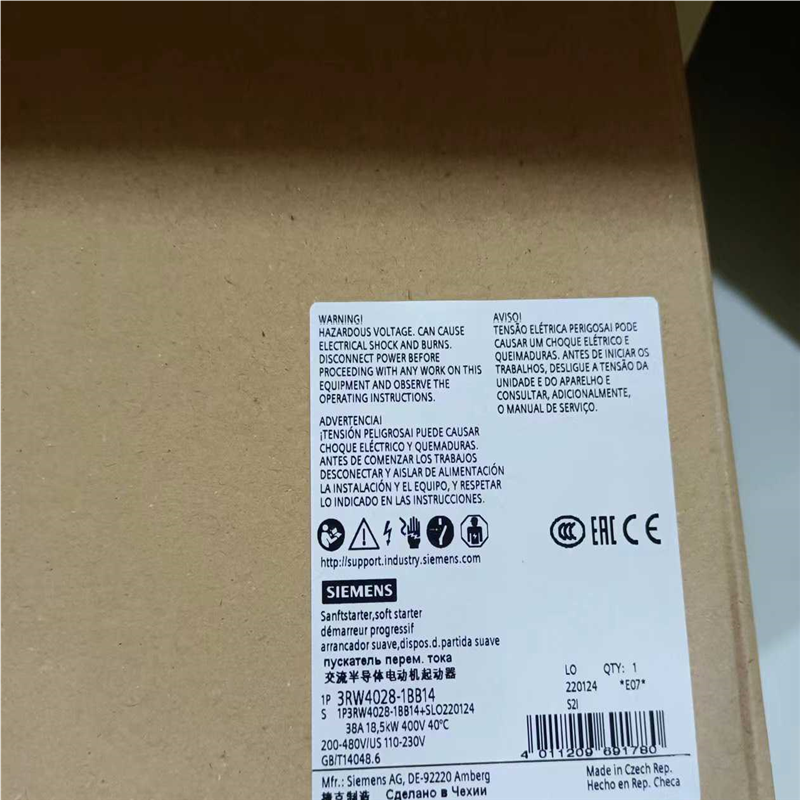 WARNING!
HAZARDOUS VOLTAGE. CAN CAUSE
ELECTRICAL SHOCK AND BURNS.
DISCONNECT POWER BEFORE
PROCEEDING WITH ANY WORK ON THIS
EQUIPMENT AND OBSERVE THE
OPERATING INSTRUCTIONS.
AVISO!
TENSÃO ELÉTRICA PERIGOSA! PODE
CAUSAR UM CHOQUE ELÉTRICO E
QUEIMADURAS. ANTES DE INICIAR OS
TRABALHOS, DESLIGUE A TENSÃO DA
UNIDADE E DO APARELHO E
CONSULTAR, ADICIONALMENTE,
O MANUAL DE SERVIÇO.
ADVERTENCIA!
¡TENSIÓN PELIGROSA! PUEDE CAUSAR
CHOQUE ELÉCTRICO Y QUEMADURAS.
ANTES DE COMENZAR LOS TRABAJOS
DESCONECTAR Y AISLAR DE ALIMENTACIÓN
LA INSTALACIÓN Y EL EQUIPO, Y RESPETAR
LO INDICADO EN LAS INSTRUCCIONES.
CCC EAC CE
http://support.industry.siemens.com
SIEMENS
Sanftstarter,soft starter
démarreur progressif
arrancador suave,dispos.d.partida suave
пускатель перем. тока
交流半导体电动机起动器
1P 3RW4028-1BB14
S 1P3RW4028-1BB14+SLO220124
38A 18,5kW 400V 40°C
200-480V/US 110-230V
GB/T14048.6
LO QTY: 1
220124 *E07*
S2I
4 011209 691780
Mfr.: Siemens AG, DE-92220 Amberg
捷克制造 Сделано в Чехии
Made in Czech Rep.
Hecho en Rep. Checa